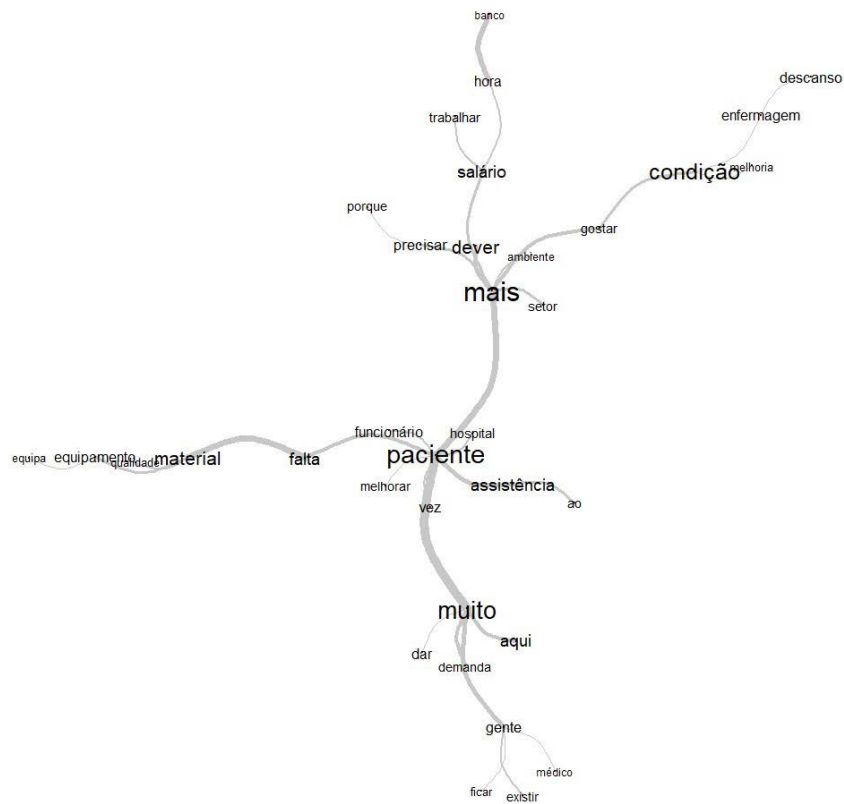 banco
descanso
hora
enfermagem
trabalhar
melhoria
salário
condição
porque
gostar
precisar
dever
ambiente
mais
setor
funcionário
hospital
paciente
equipa
equipamento
qualidade
material
falta
melhorar
assistência
ao
vez
muito
aqui
dar
demanda
gente
médico
ficar
existir